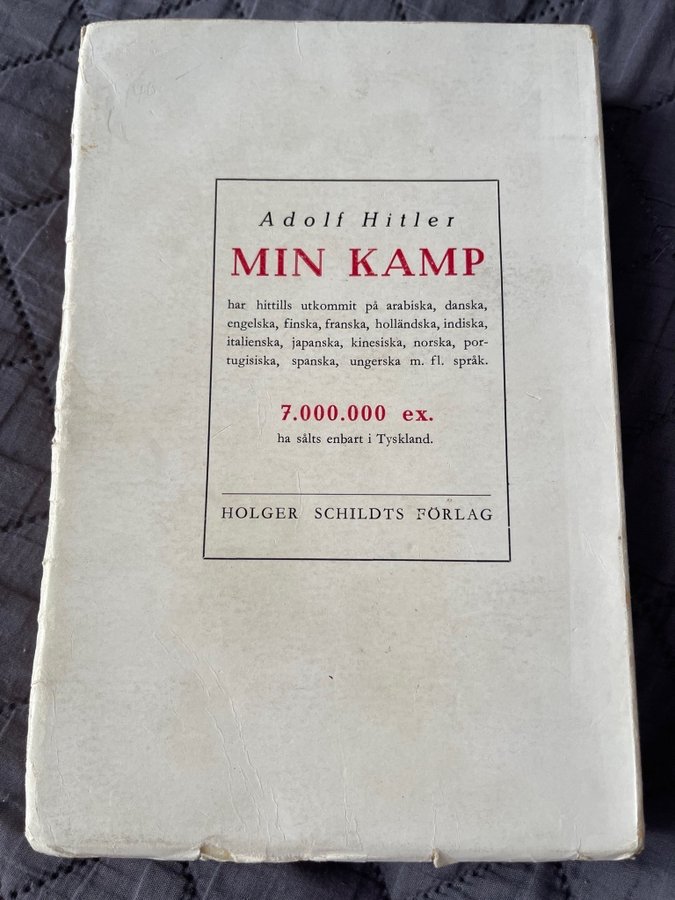 Adolf Hitler
MIN KAMP
har hittills utkommit på arabiska, danska,
engelska, finska, franska, holländska, indiska,
italienska, japanska, kinesiska, norska, por-
tugisiska, spanska, ungerska m. fl. språk.
7.000.000 ex.
ha sålts enbart i Tyskland.
HOLGER SCHILDTS FÖRLAG